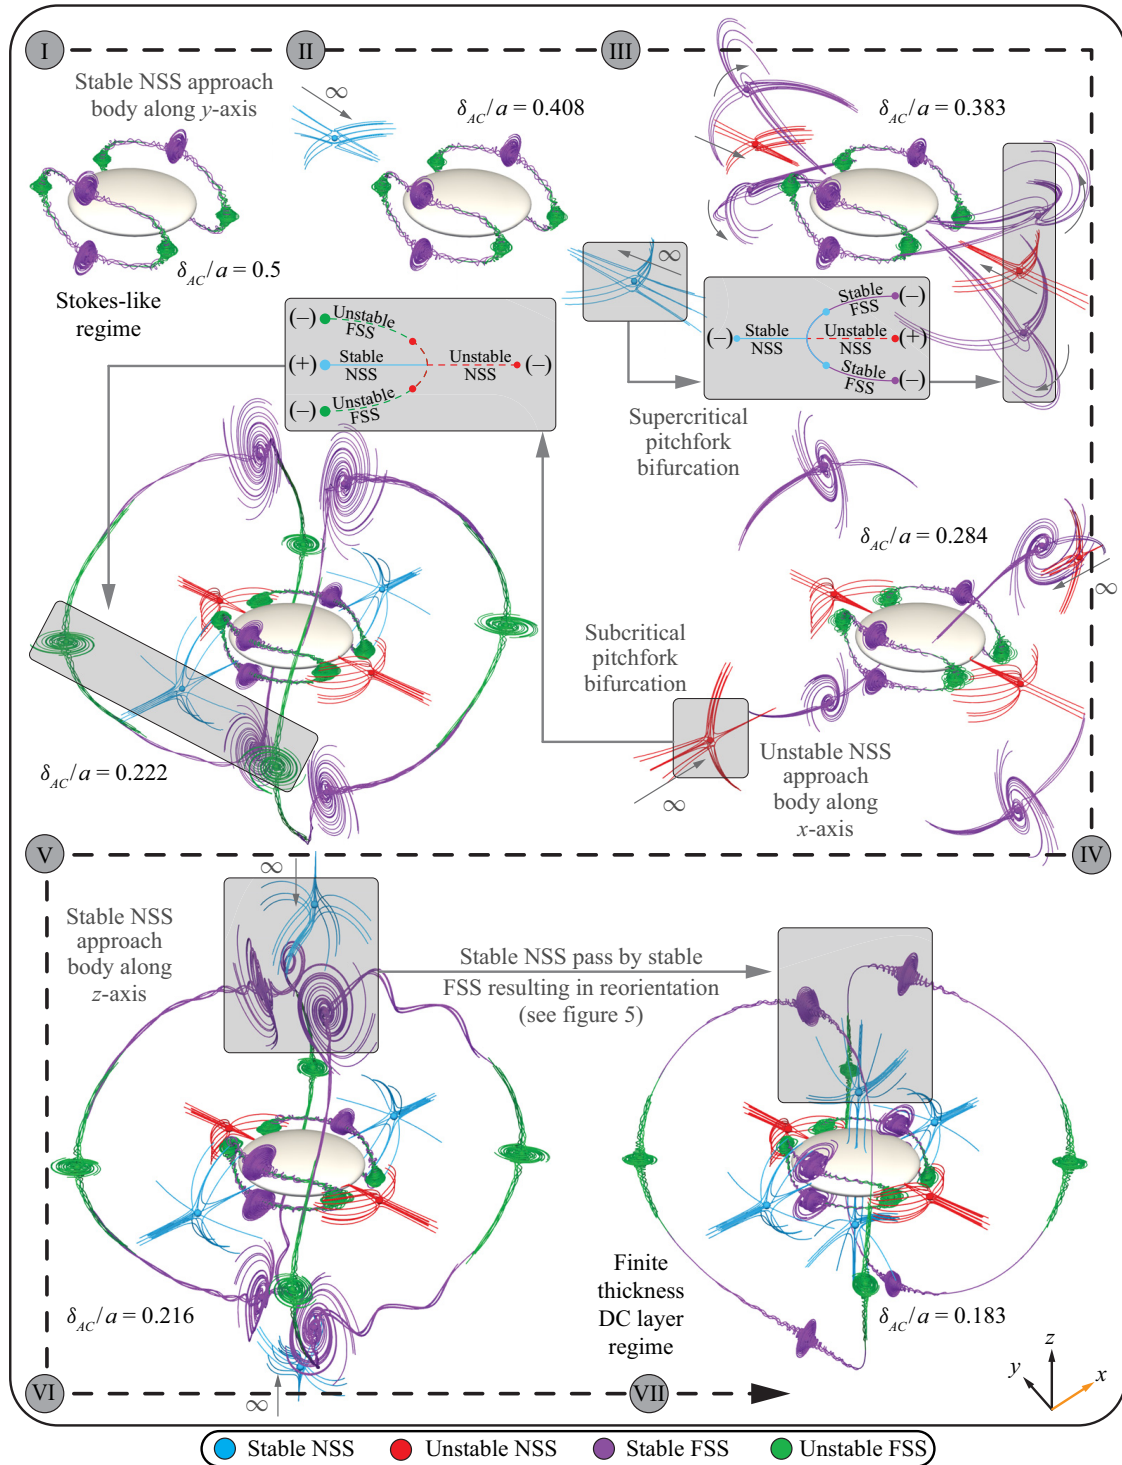 I
II
III
Stable NSS approach
body along y-axis
∞
δAC/a = 0.408
δAC/a = 0.383
δAC/a = 0.5
Stokes-like
regime
∞
(–)
Unstable
FSS
(+)
Stable
NSS
Unstable
NSS
(–)
(–)
Unstable
FSS
(–)
Stable
NSS
Stable
FSS
(–)
Unstable
NSS
(+)
Stable
FSS
(–)
Supercritical
pitchfork
bifurcation
δAC/a = 0.284
∞
Subcritical
pitchfork
bifurcation
∞
Unstable NSS
approach
body along
x-axis
δAC/a = 0.222
V
IV
∞
Stable NSS
approach
body along
z-axis
Stable NSS pass by stable
FSS resulting in reorientation
(see figure 5)
δAC/a = 0.216
Finite
thickness
DC layer
regime
δAC/a = 0.183
∞
z
y
x
VI
VII
Stable NSS
Unstable NSS
Stable FSS
Unstable FSS